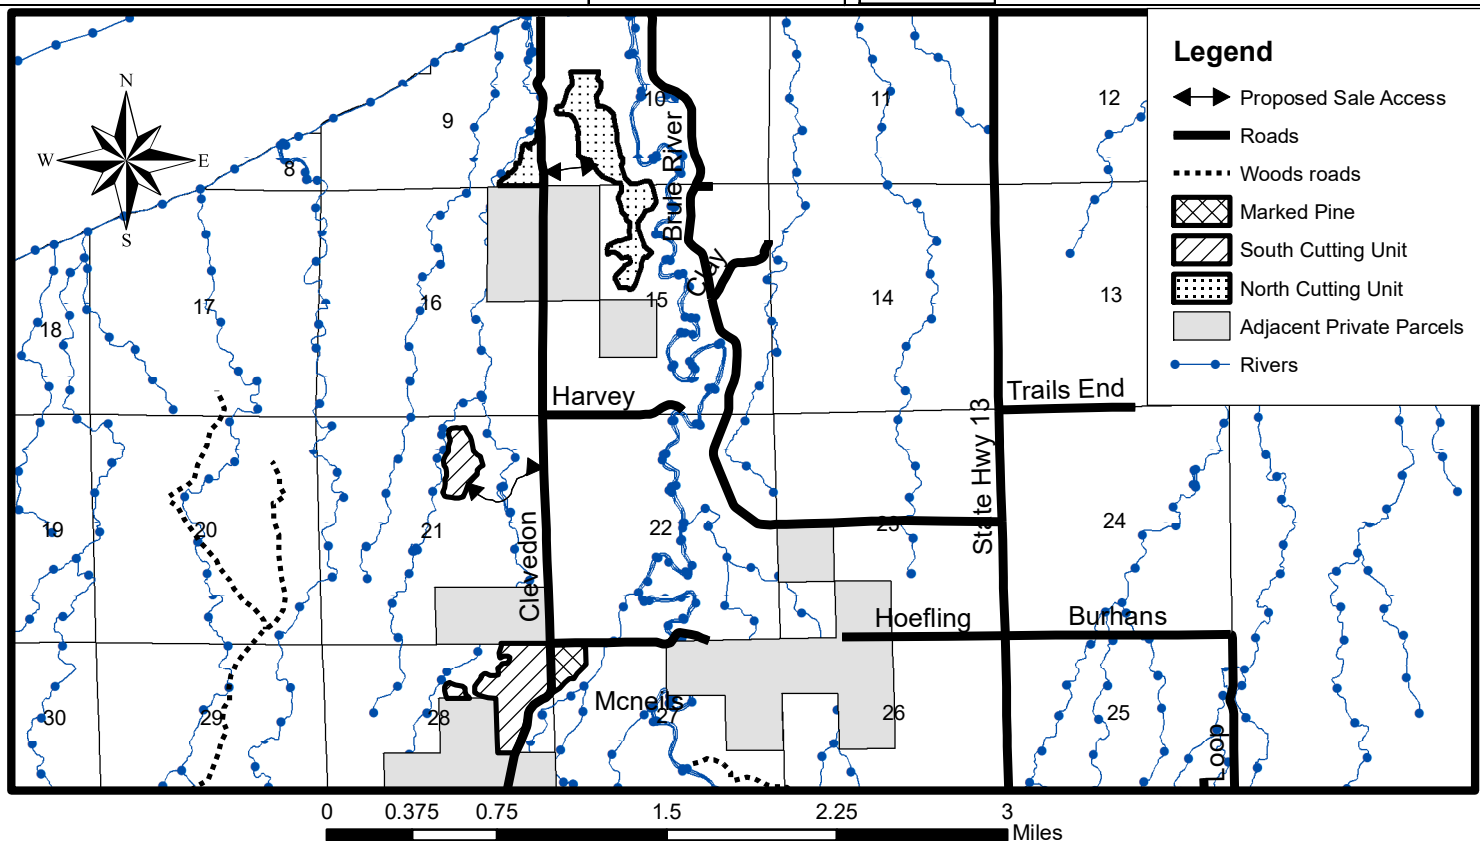 Legend
Proposed Sale Access
Roads
Woods roads
Marked Pine
South Cutting Unit
North Cutting Unit
Adjacent Private Parcels
Rivers
N
W
E
S
8
9
10
11
12
Brule River
Clay
18
17
16
15
14
13
Harvey
Trails End
State Hwy 13
19
20
21
22
23
24
Clevedon
Hoefling
Burhans
Mcneils
30
29
28
27
26
25
Loop
0
0.375
0.75
1.5
2.25
3
Miles